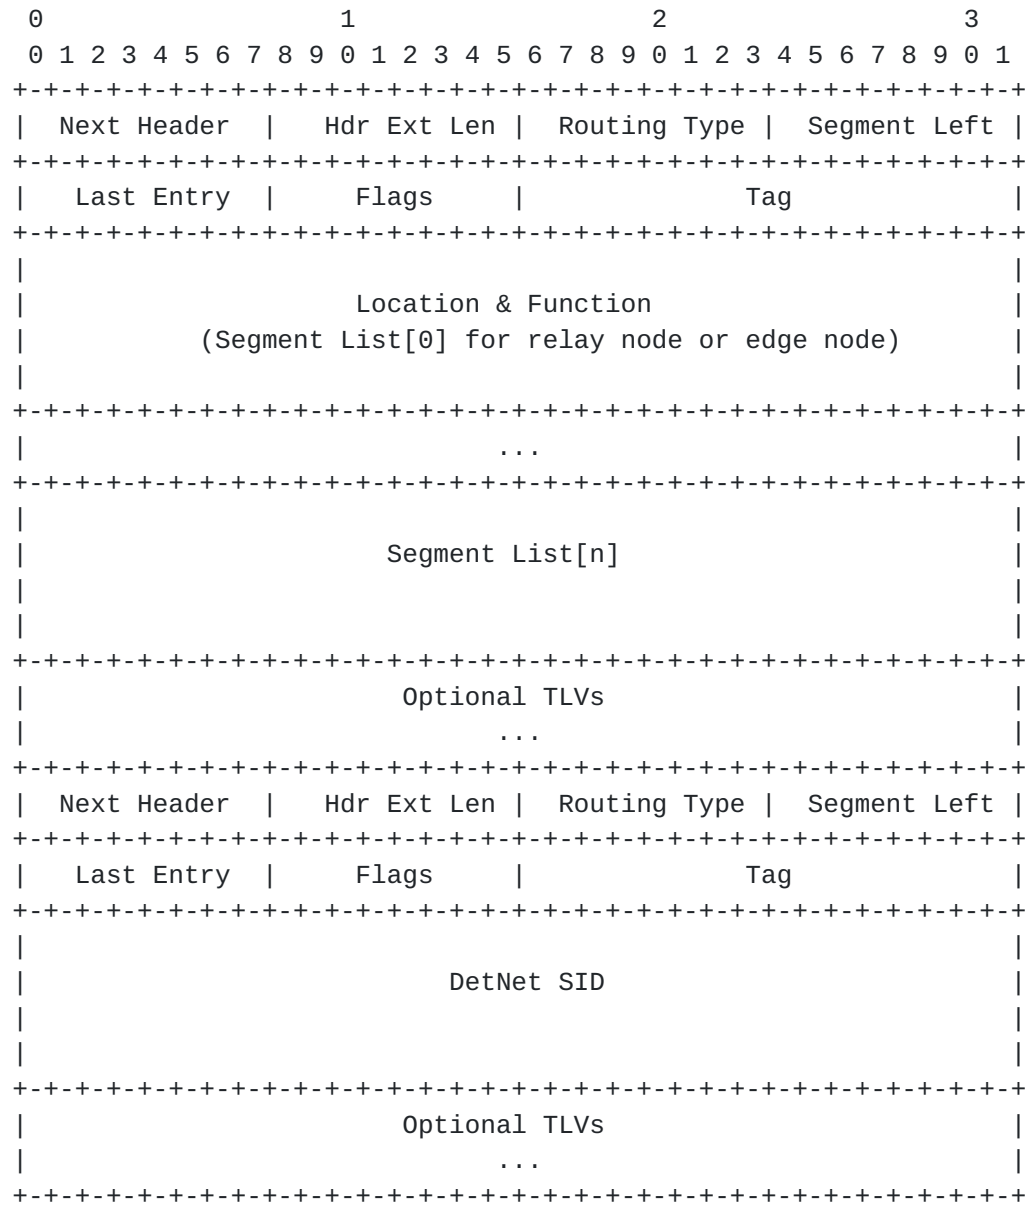 0                   1                   2                   3
 0 1 2 3 4 5 6 7 8 9 0 1 2 3 4 5 6 7 8 9 0 1 2 3 4 5 6 7 8 9 0 1
+-+-+-+-+-+-+-+-+-+-+-+-+-+-+-+-+-+-+-+-+-+-+-+-+-+-+-+-+-+-+-+-+
|  Next Header  |   Hdr Ext Len |  Routing Type |  Segment Left |
+-+-+-+-+-+-+-+-+-+-+-+-+-+-+-+-+-+-+-+-+-+-+-+-+-+-+-+-+-+-+-+-+
|   Last Entry  |     Flags     |              Tag              |
+-+-+-+-+-+-+-+-+-+-+-+-+-+-+-+-+-+-+-+-+-+-+-+-+-+-+-+-+-+-+-+-+
|                                                               |
|                     Location & Function                       |
|           (Segment List[0] for relay node or edge node)       |
|                                                               |
+-+-+-+-+-+-+-+-+-+-+-+-+-+-+-+-+-+-+-+-+-+-+-+-+-+-+-+-+-+-+-+-+
|                              ...                              |
+-+-+-+-+-+-+-+-+-+-+-+-+-+-+-+-+-+-+-+-+-+-+-+-+-+-+-+-+-+-+-+-+
|                                                               |
|                       Segment List[n]                         |
|                                                               |
|                                                               |
+-+-+-+-+-+-+-+-+-+-+-+-+-+-+-+-+-+-+-+-+-+-+-+-+-+-+-+-+-+-+-+-+
|                        Optional TLVs                          |
|                              ...                              |
+-+-+-+-+-+-+-+-+-+-+-+-+-+-+-+-+-+-+-+-+-+-+-+-+-+-+-+-+-+-+-+-+
|  Next Header  |   Hdr Ext Len |  Routing Type |  Segment Left |
+-+-+-+-+-+-+-+-+-+-+-+-+-+-+-+-+-+-+-+-+-+-+-+-+-+-+-+-+-+-+-+-+
|   Last Entry  |     Flags     |              Tag              |
+-+-+-+-+-+-+-+-+-+-+-+-+-+-+-+-+-+-+-+-+-+-+-+-+-+-+-+-+-+-+-+-+
|                                                               |
|                           DetNet SID                          |
|                                                               |
|                                                               |
+-+-+-+-+-+-+-+-+-+-+-+-+-+-+-+-+-+-+-+-+-+-+-+-+-+-+-+-+-+-+-+-+
|                        Optional TLVs                          |
|                              ...                              |
+-+-+-+-+-+-+-+-+-+-+-+-+-+-+-+-+-+-+-+-+-+-+-+-+-+-+-+-+-+-+-+-+